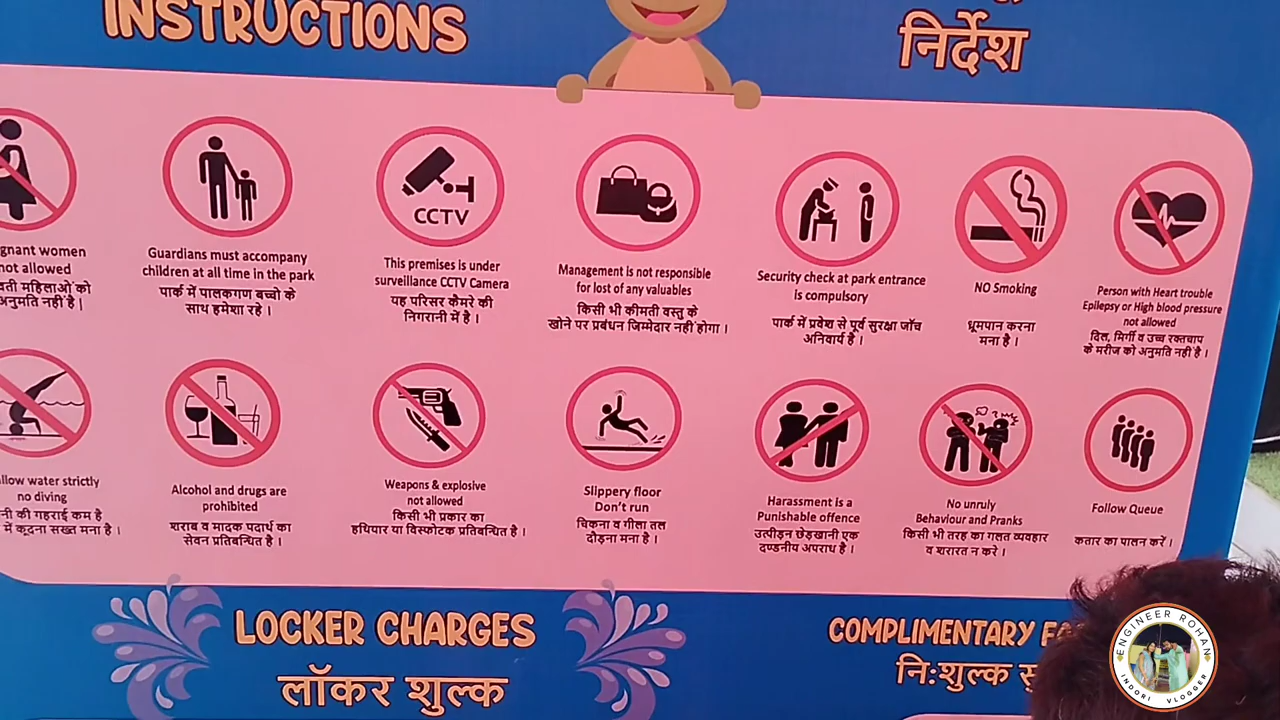 INSTRUCTIONS
निर्देश
gnant women
not allowed
वती महिलाओं को
अनुमति नहीं है।
Guardians must accompany
children at all time in the park
पार्क में पालकगण बच्चो के
साथ हमेशा रहे ।
CCTV
This premises is under
surveillance CCTV Camera
यह परिसर कैमरे की
निगरानी में है ।
Management is not responsible
for lost of any valuables
किसी भी कीमती वस्तु के
खोने पर प्रबंधन जिम्मेदार नहीं होगा ।
Security check at park entrance
is compulsory
पार्क में प्रवेश से पूर्व सुरक्षा जाँच
अनिवार्य है ।
NO Smoking
धूमपान करना
मना है ।
Person with Heart trouble
Epilepsy or High blood pressure
not allowed
दिल, मिर्गी व उच्च रक्तचाप
के मरीज को अनुमति नहीं है ।
llow water strictly
no diving
नी की गहराई कम है
में कूदना सख्त मना है ।
Alcohol and drugs are
prohibited
शराब व मादक पदार्थ का
सेवन प्रतिबन्धित है ।
Weapons & explosive
not allowed
किसी भी प्रकार का
हथियार या विस्फोटक प्रतिबन्धित है ।
Slippery floor
Don't run
चिकना व गीला तल
दौड़ना मना है ।
Harassment is a
Punishable offence
उत्पीड़न छेड़खानी एक
दण्डनीय अपराध है ।
No unruly
Behaviour and Pranks
किसी भी तरह का गलत व्यवहार
व शरारत न करे ।
Follow Queue
कतार का पालन करें ।
LOCKER CHARGES
लॉकर शुल्क
COMPLIMENTARY
नि:शुल्क
ENGINEER ROHAN
INDORI VLOGGER